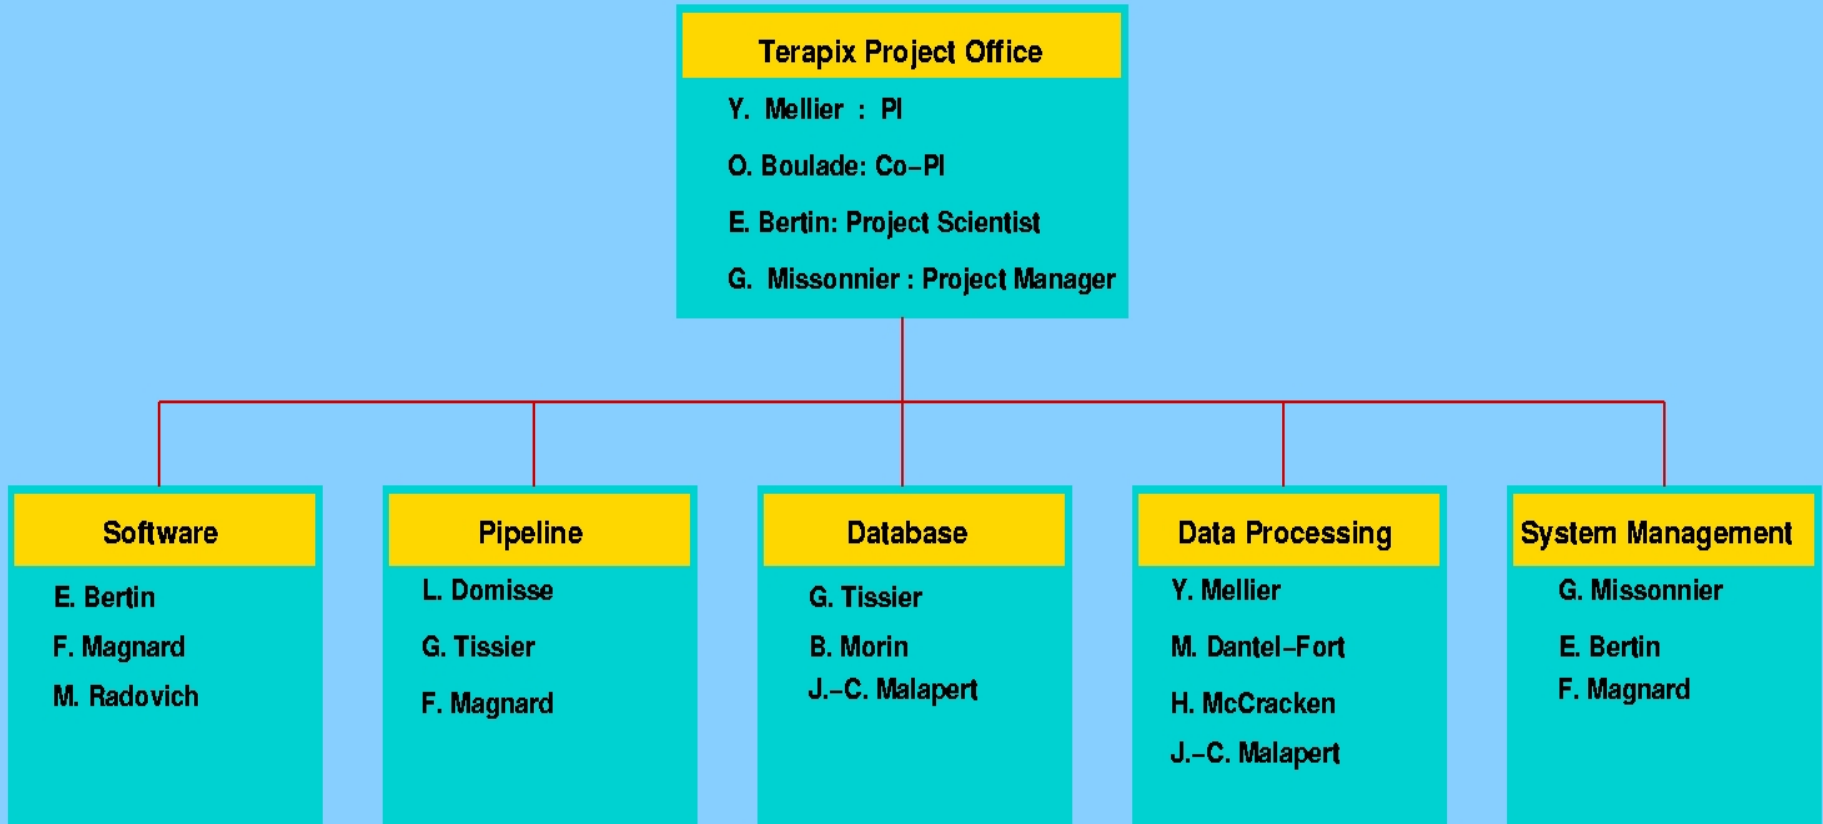 Terapix Project Office
Y. Mellier : PI
O. Boulade: Co-PI
E. Bertin: Project Scientist
G. Missonnier : Project Manager
Software
E. Bertin
F. Magnard
M. Radovich
Pipeline
L. Domisse
G. Tissier
F. Magnard
Database
G. Tissier
B. Morin
J.-C. Malapert
Data Processing
Y. Mellier
M. Dantel-Fort
H. McCracken
J.-C. Malapert
System Management
G. Missonnier
E. Bertin
F. Magnard